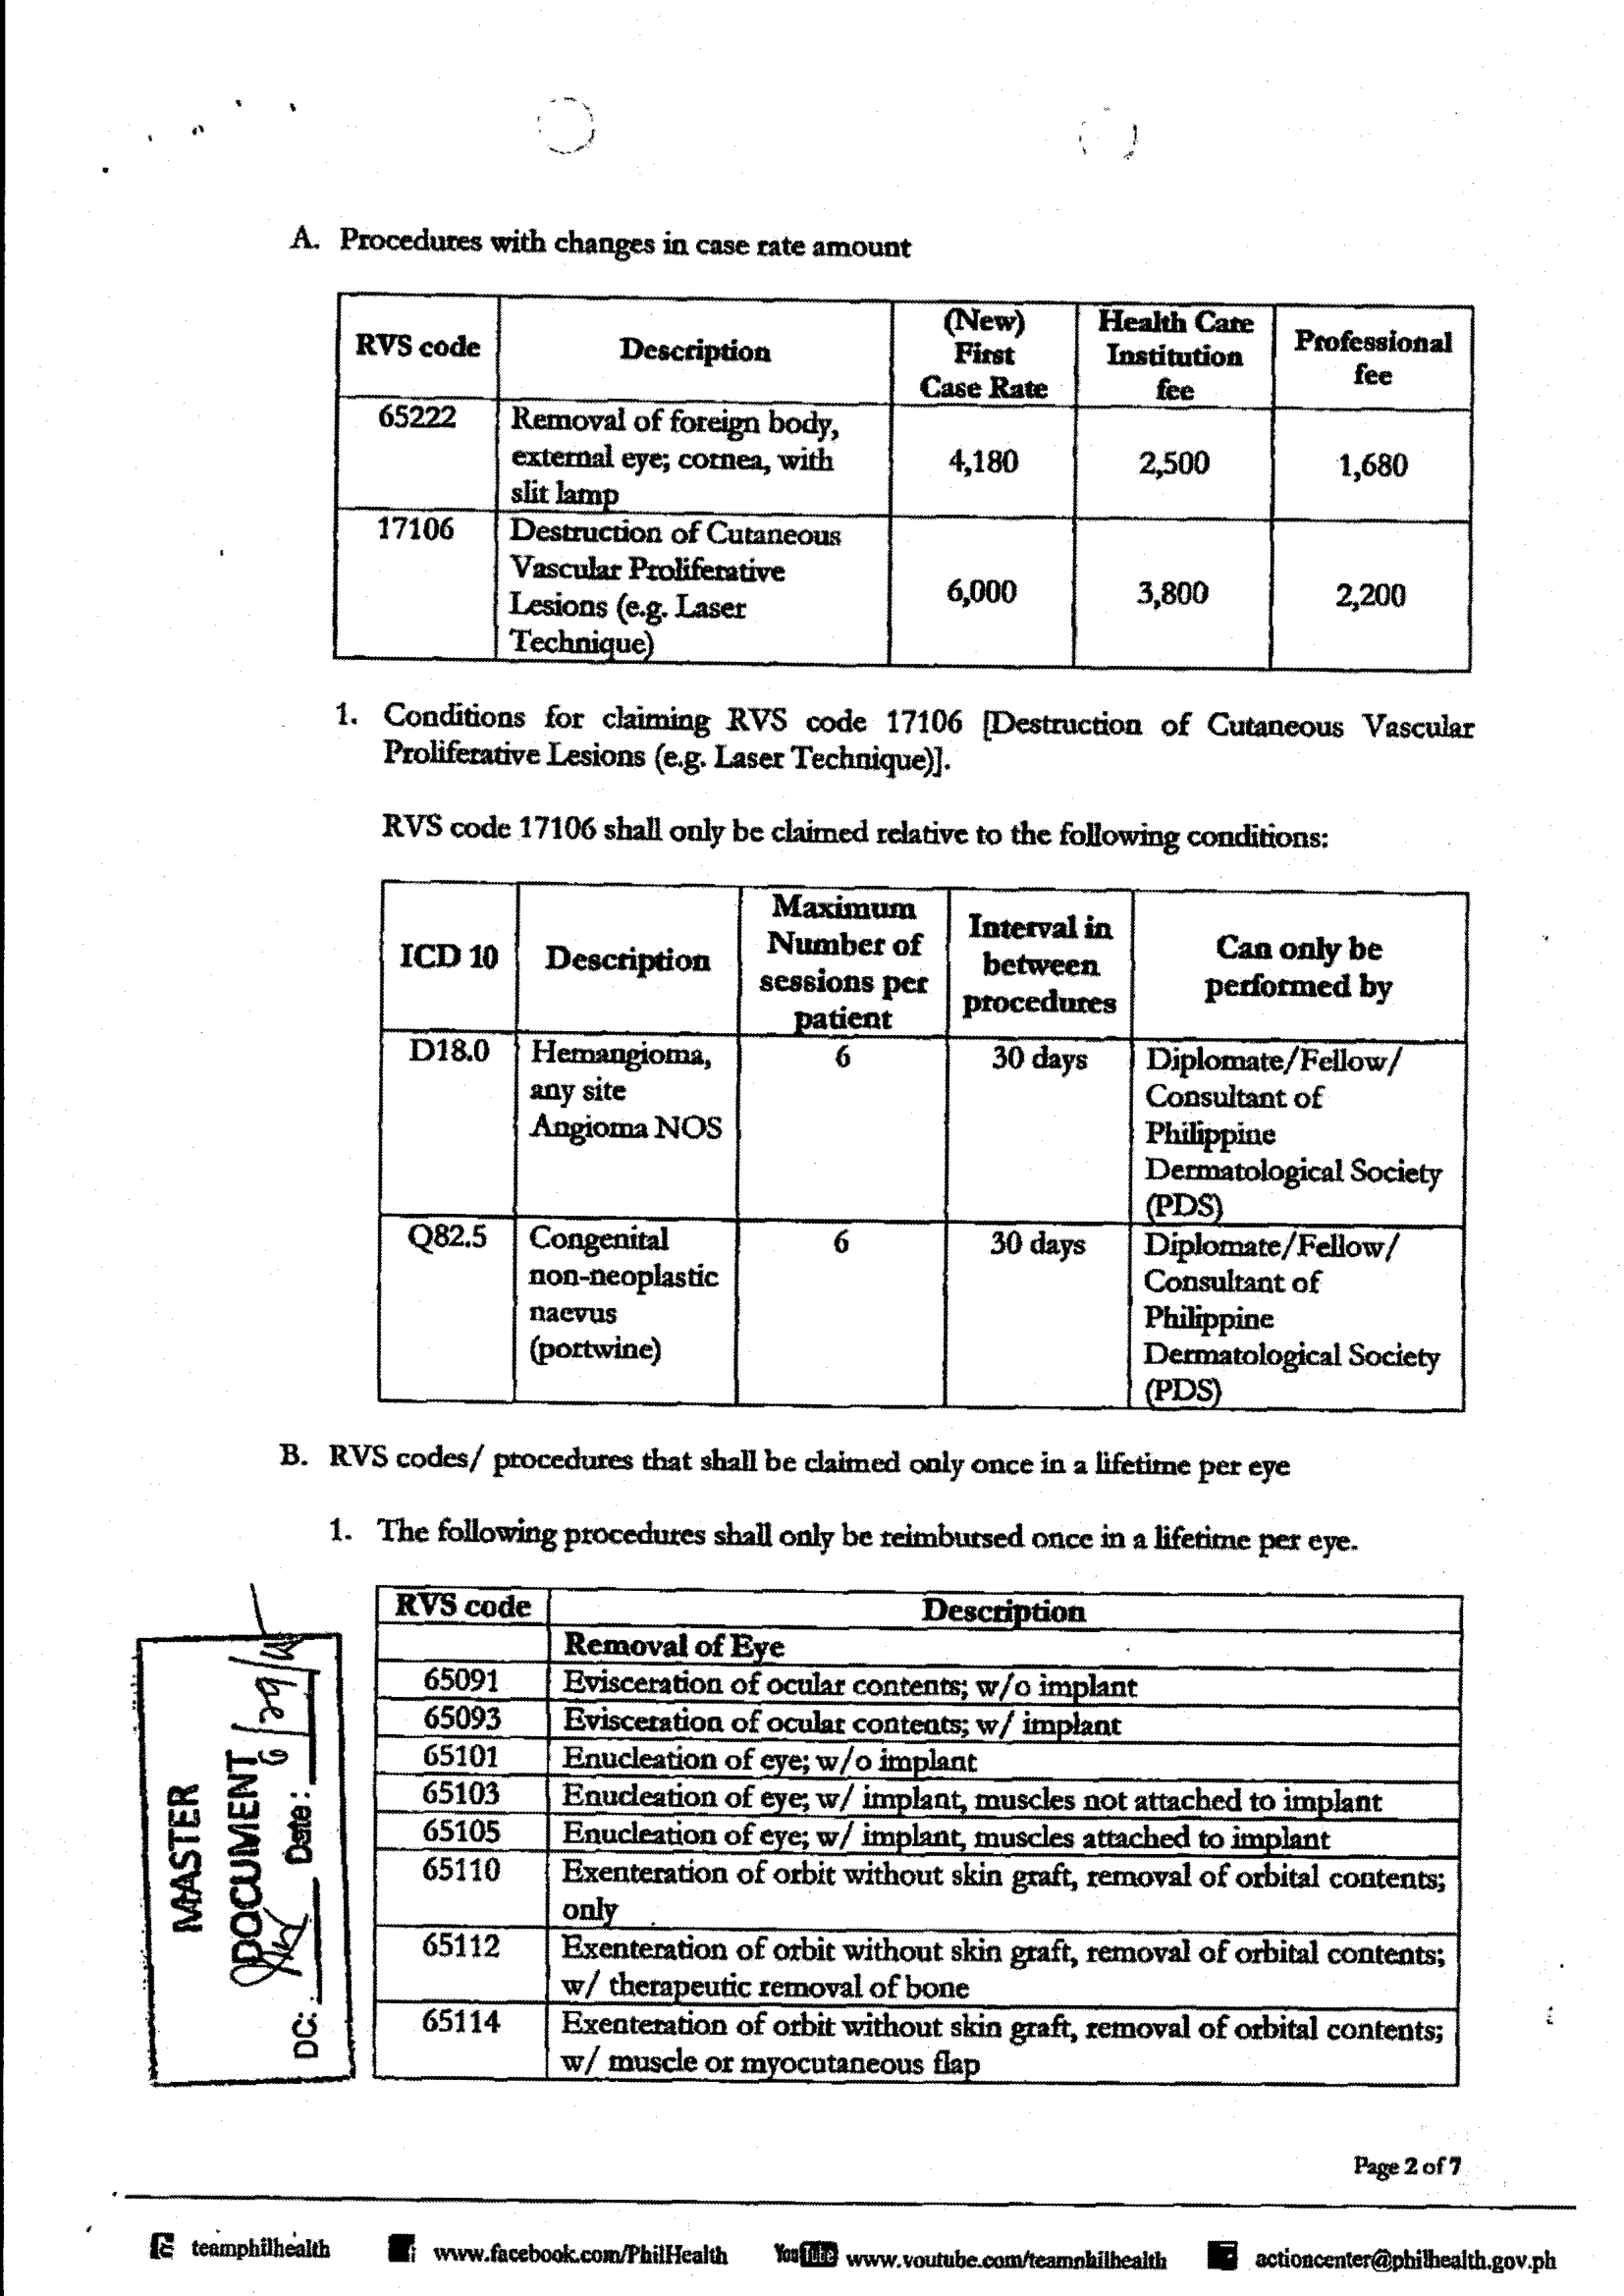 A. Procedures with changes in case rate amount
RVS code
Description
(New)
First
Case Rate
Health Care
Institution
fee
Professional
fee
65222
Removal of foreign body,
external eye; cornea, with
slit lamp
4,180
2,500
1,680
17106
Destruction of Cutaneous
Vascular Proliferative
Lesions (e.g. Laser
Technique)
6,000
3,800
2,200
1. Conditions for claiming RVS code 17106 [Destruction of Cutaneous Vascular
Proliferative Lesions (e.g. Laser Technique)].
RVS code 17106 shall only be claimed relative to the following conditions:
ICD 10
Description
Maximum
Number of
sessions per
patient
Interval in
between
procedures
Can only be
performed by
D18.0
Hemangioma,
any site
Angioma NOS
6
30 days
Diplomate/Fellow/
Consultant of
Philippine
Dermatological Society
(PDS)
Q82.5
Congenital
non-neoplastic
naevus
(portwine)
6
30 days
Diplomate/Fellow/
Consultant of
Philippine
Dermatological Society
(PDS)
B. RVS codes/ procedures that shall be claimed only once in a lifetime per eye
1. The following procedures shall only be reimbursed once in a lifetime per eye.
RVS code
Description
Removal of Eye
65091
Evisceration of ocular contents; w/o implant
65093
Evisceration of ocular contents; w/ implant
65101
Enucleation of eye; w/o implant
65103
Enucleation of eye; w/ implant, muscles not attached to implant
65105
Enucleation of eye; w/ implant, muscles attached to implant
65110
Exenteration of orbit without skin graft, removal of orbital contents;
only
65112
Exenteration of orbit without skin graft, removal of orbital contents;
w/ therapeutic removal of bone
65114
Exenteration of orbit without skin graft, removal of orbital contents;
w/ muscle or myocutaneous flap
MASTER
DOCUMENT
DC: Date:
Page 2 of 7
teamphilhealth
www.facebook.com/PhilHealth
YouTube www.youtube.com/teamphilhealth
actioncenter@philhealth.gov.ph